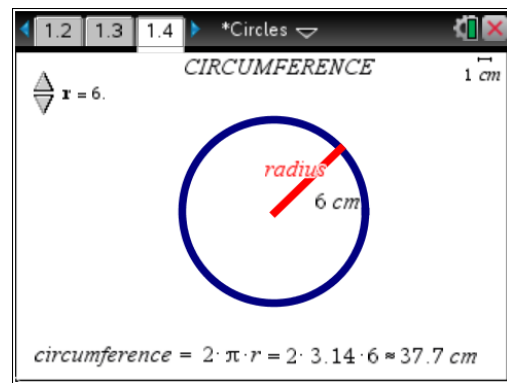 1.2 1.3 1.4 *Circles
CIRCUMFERENCE
1 cm
r = 6.
radius
6 cm
circumference = 2· π·r = 2· 3.14·6 ≈ 37.7 cm